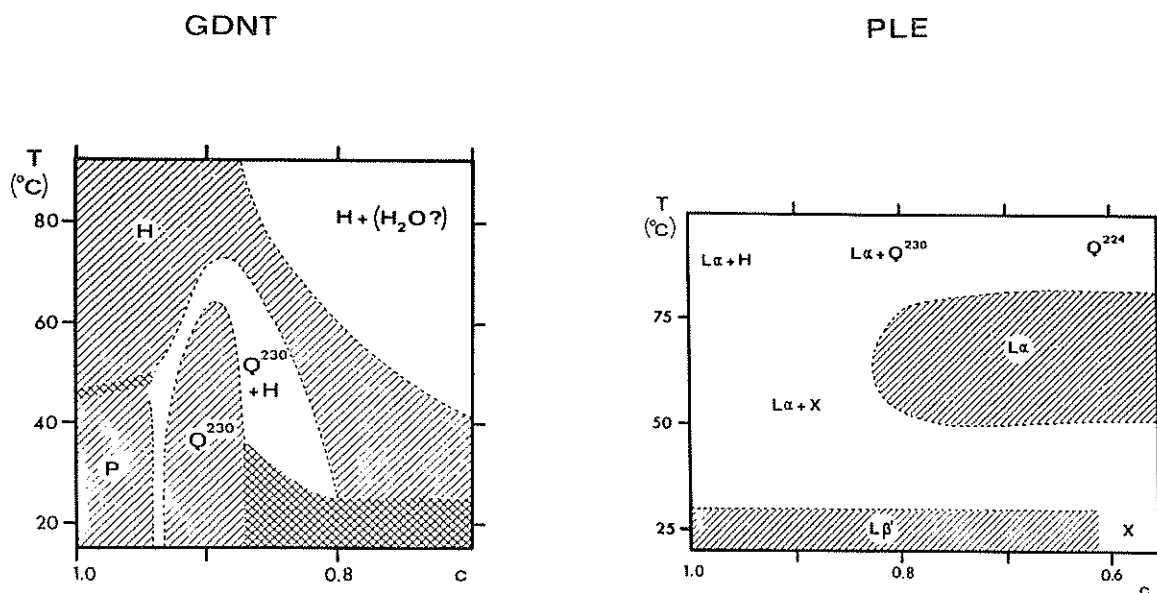 GDNT
T
(°C)
80
60
40
20
H
H + (H₂O?)
Q²³⁰
+ H
Q²³⁰
P
1.0
0.8
c
PLE
T
(°C)
75
50
25
Lα + H
Lα + Q²³⁰
Q²²⁴
Lα
Lα + X
Lβ'
X
1.0
0.8
0.6
c